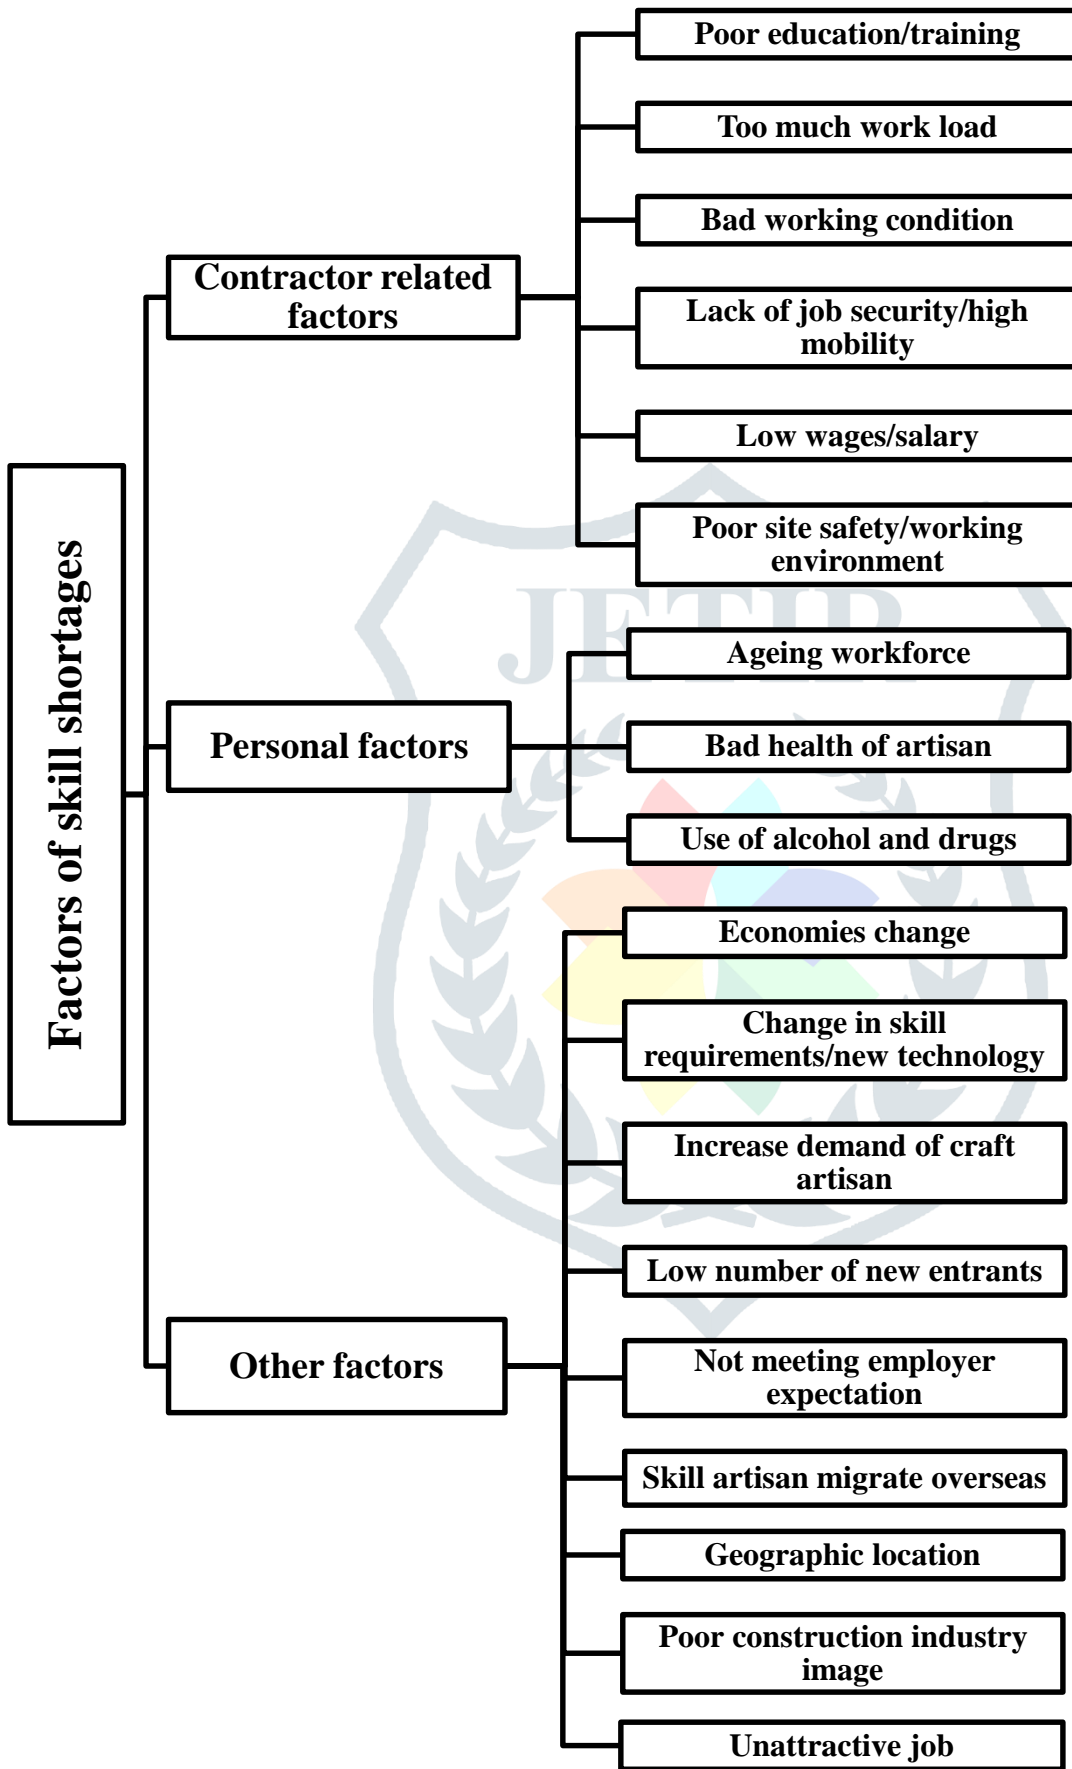 Factors of skill shortages
Contractor related
factors
Poor education/training
Too much work load
Bad working condition
Lack of job security/high
mobility
Low wages/salary
Poor site safety/working
environment
Personal factors
Ageing workforce
Bad health of artisan
Use of alcohol and drugs
Other factors
Economies change
Change in skill
requirements/new technology
Increase demand of craft
artisan
Low number of new entrants
Not meeting employer
expectation
Skill artisan migrate overseas
Geographic location
Poor construction industry
image
Unattractive job
JETIR